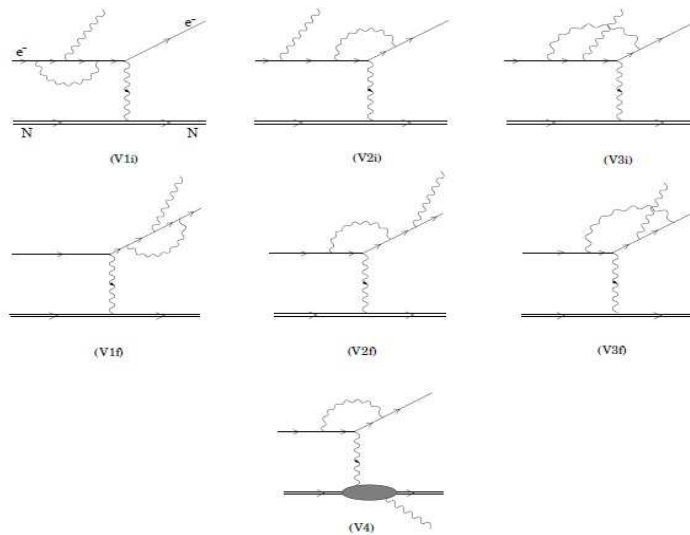 e⁻
e⁻
N N
(V1i) (V2i) (V3i)
(V1f) (V2f) (V3f)
(V4)